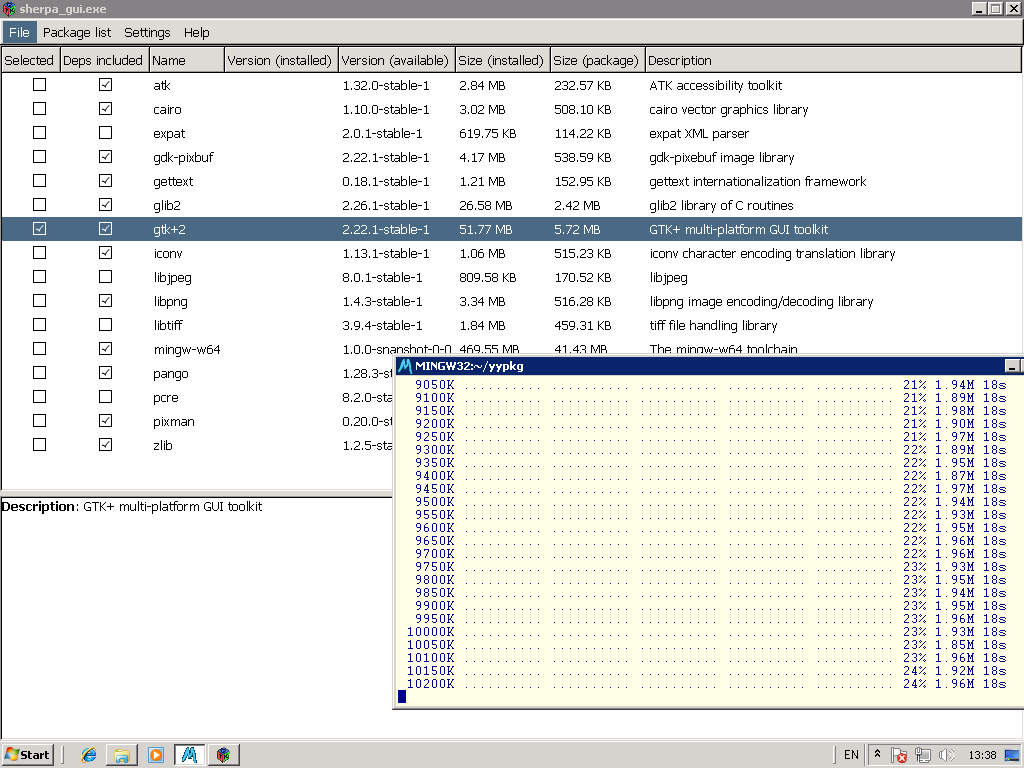 sherpa_gui.exe
File Package list Settings Help
Selected Deps included Name Version (installed) Version (available) Size (installed) Size (package) Description
atk 1.32.0-stable-1 2.84 MB 232.57 KB ATK accessibility toolkit
cairo 1.10.0-stable-1 3.02 MB 508.10 KB cairo vector graphics library
expat 2.0.1-stable-1 619.75 KB 114.22 KB expat XML parser
gdk-pixbuf 2.22.1-stable-1 4.17 MB 538.59 KB gdk-pixebuf image library
gettext 0.18.1-stable-1 1.21 MB 152.95 KB gettext internationalization framework
glib2 2.26.1-stable-1 26.58 MB 2.42 MB glib2 library of C routines
gtk+2 2.22.1-stable-1 51.77 MB 5.72 MB GTK+ multi-platform GUI toolkit
iconv 1.13.1-stable-1 1.06 MB 515.23 KB iconv character encoding translation library
libjpeg 8.0.1-stable-1 809.58 KB 170.52 KB libjpeg
libpng 1.4.3-stable-1 3.34 MB 516.28 KB libpng image encoding/decoding library
libtiff 3.9.4-stable-1 1.84 MB 459.31 KB tiff file handling library
mingw-w64 1.0.0-snapshot-0-0 469.55 MB 41.43 MB The mingw-w64 toolchain
pango 1.28.3-s
pcre 8.2.0-sta
pixman 0.20.0-st
zlib 1.2.5-sta
Description: GTK+ multi-platform GUI toolkit
MINGW32:~/yypkg
9050K .......... .......... .......... .......... .......... 21% 1.94M 18s
9100K .......... .......... .......... .......... .......... 21% 1.89M 18s
9150K .......... .......... .......... .......... .......... 21% 1.98M 18s
9200K .......... .......... .......... .......... .......... 21% 1.90M 18s
9250K .......... .......... .......... .......... .......... 21% 1.97M 18s
9300K .......... .......... .......... .......... .......... 22% 1.89M 18s
9350K .......... .......... .......... .......... .......... 22% 1.95M 18s
9400K .......... .......... .......... .......... .......... 22% 1.87M 18s
9450K .......... .......... .......... .......... .......... 22% 1.97M 18s
9500K .......... .......... .......... .......... .......... 22% 1.94M 18s
9550K .......... .......... .......... .......... .......... 22% 1.93M 18s
9600K .......... .......... .......... .......... .......... 22% 1.95M 18s
9650K .......... .......... .......... .......... .......... 22% 1.96M 18s
9700K .......... .......... .......... .......... .......... 22% 1.96M 18s
9750K .......... .......... .......... .......... .......... 23% 1.93M 18s
9800K .......... .......... .......... .......... .......... 23% 1.95M 18s
9850K .......... .......... .......... .......... .......... 23% 1.94M 18s
9900K .......... .......... .......... .......... .......... 23% 1.95M 18s
9950K .......... .......... .......... .......... .......... 23% 1.96M 18s
10000K .......... .......... .......... .......... .......... 23% 1.93M 18s
10050K .......... .......... .......... .......... .......... 23% 1.85M 18s
10100K .......... .......... .......... .......... .......... 23% 1.96M 18s
10150K .......... .......... .......... .......... .......... 24% 1.92M 18s
10200K .......... .......... .......... .......... .......... 24% 1.96M 18s
Start EN 13:38